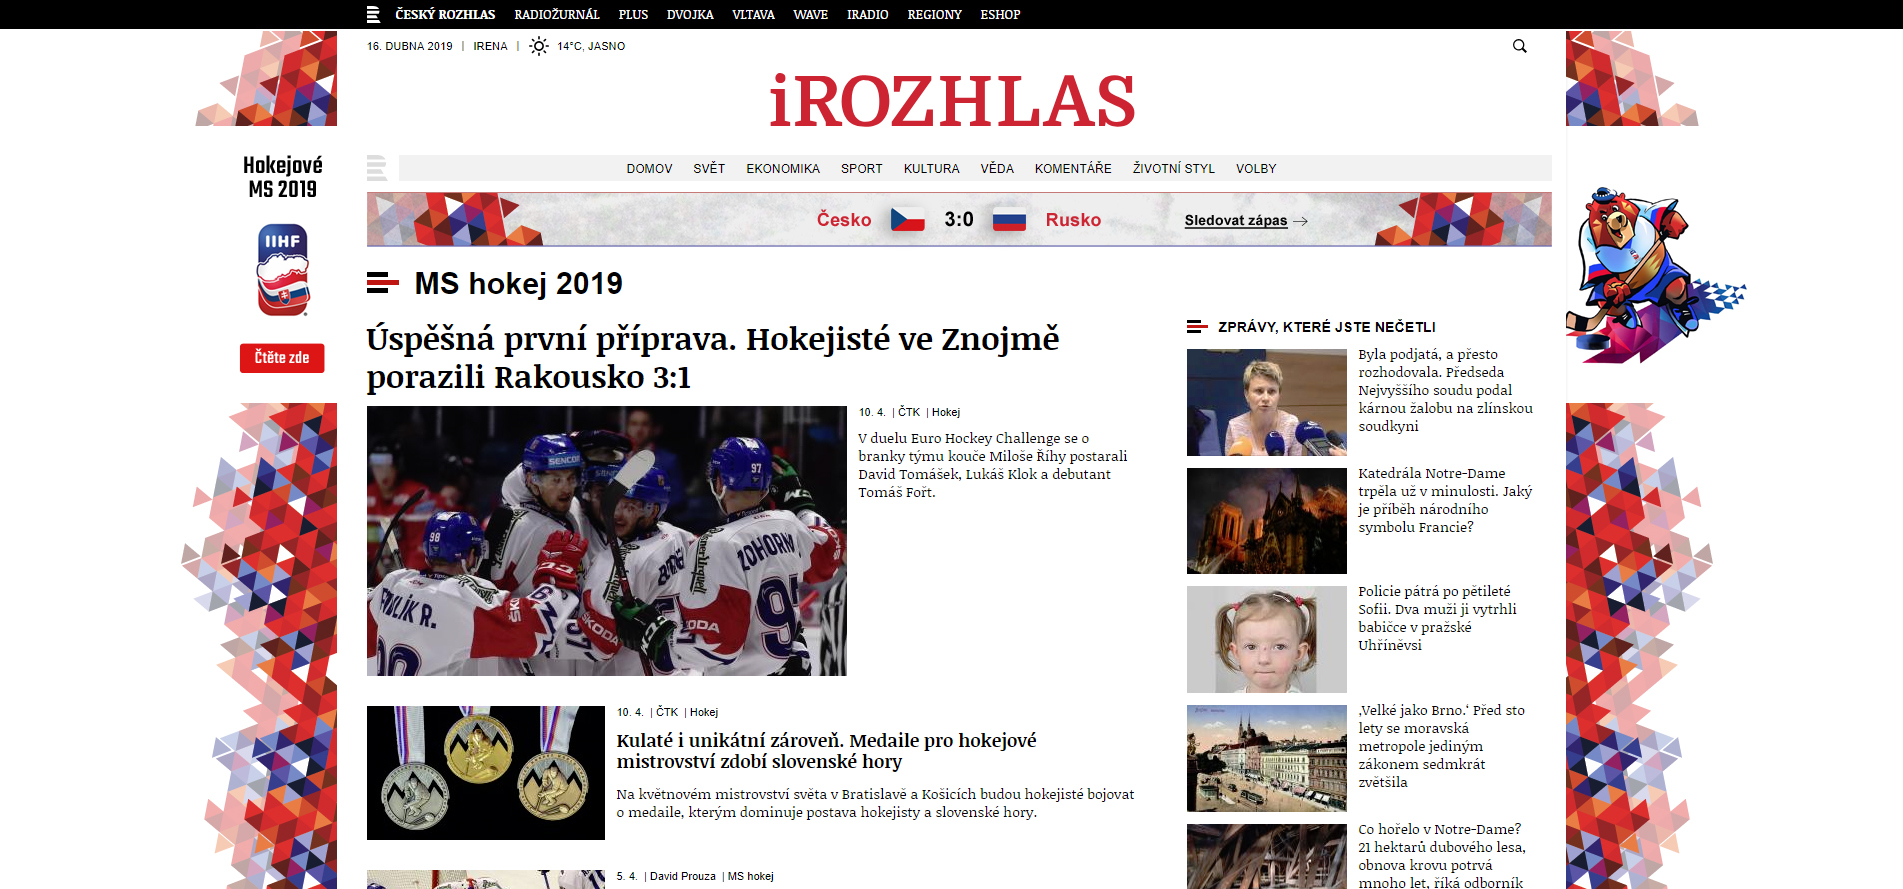 ČESKÝ ROZHLAS RADIOŽURNÁL PLUS DVOJKA VLTAVA WAVE IRADIO REGIONY ESHOP
16. DUBNA 2019 | IRENA | 14°C, JASNO
iROZHLAS
DOMOV SVĚT EKONOMIKA SPORT KULTURA VĚDA KOMENTÁŘE ŽIVOTNÍ STYL VOLBY
Hokejové
MS 2019
IIHF
Čtěte zde
Česko 3:0 Rusko Sledovat zápas →
MS hokej 2019
Úspěšná první příprava. Hokejisté ve Znojmě
porazili Rakousko 3:1
10. 4. | ČTK | Hokej
V duelu Euro Hockey Challenge se o
branky týmu kouče Miloše Říhy postarali
David Tomášek, Lukáš Klok a debutant
Tomáš Fořt.
SENCOR
97
98
ZOHORN
ŠKODA
10. 4. | ČTK | Hokej
Kulaté i unikátní zároveň. Medaile pro hokejové
mistrovství zdobí slovenské hory
Na květnovém mistrovství světa v Bratislavě a Košicích budou hokejisté bojovat
o medaile, kterým dominuje postava hokejisty a slovenské hory.
5. 4. | David Prouza | MS hokej
ZPRÁVY, KTERÉ JSTE NEČETLI
Byla podjatá, a přesto
rozhodovala. Předseda
Nejvyššího soudu podal
kárnou žalobu na zlínskou
soudkyni
Katedrála Notre-Dame
trpěla už v minulosti. Jaký
je příběh národního
symbolu Francie?
Policie pátrá po pětileté
Sofii. Dva muži ji vytrhli
babičce v pražské
Uhříněvsi
‚Velké jako Brno.‘ Před sto
lety se moravská
metropole jediným
zákonem sedmkrát
zvětšila
Co hořelo v Notre-Dame?
21 hektarů dubového lesa,
obnova krovu potrvá
mnoho let, říká odborník